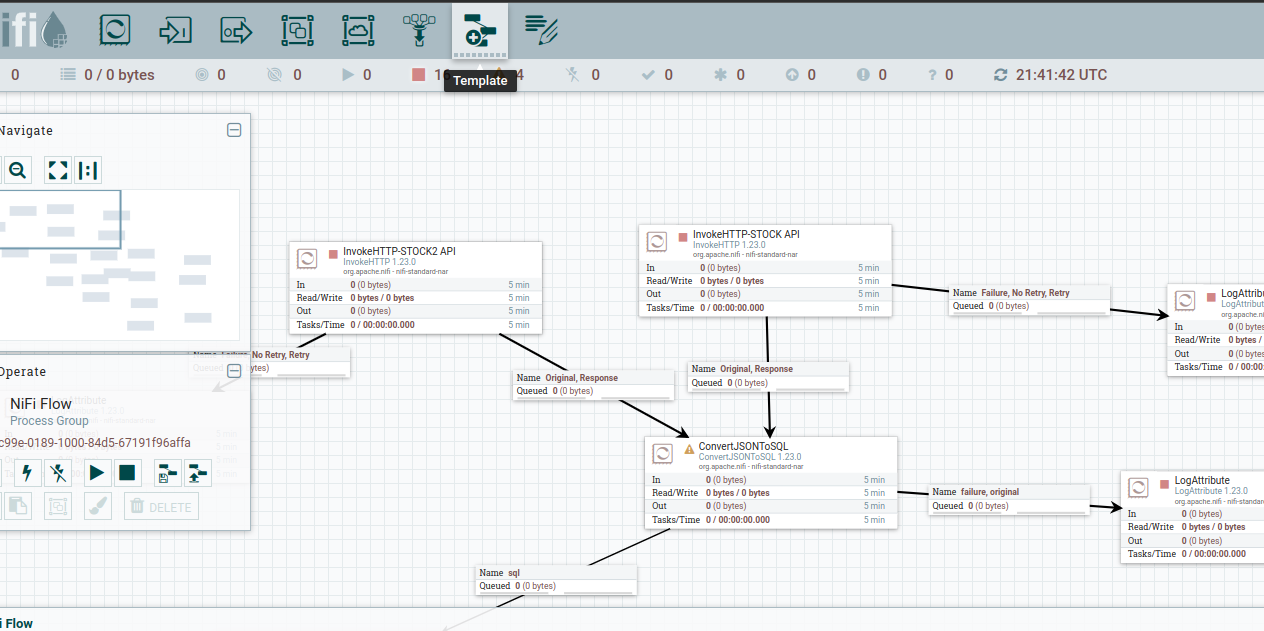 ifi
0 0 / 0 bytes 0 0 0 0 0 0 0 0 0 21:41:42 UTC
Template
Navigate
Operate
NiFi Flow
Process Group
c99e-0189-1000-84d5-67191f96affa
DELETE
InvokeHTTP-STOCK2 API
InvokeHTTP 1.23.0
org.apache.nifi - nifi-standard-nar
In 0 (0 bytes) 5 min
Read/Write 0 bytes / 0 bytes 5 min
Out 0 (0 bytes) 5 min
Tasks/Time 0 / 00:00:00.000 5 min
No Retry, Retry
InvokeHTTP-STOCK API
InvokeHTTP 1.23.0
org.apache.nifi - nifi-standard-nar
In 0 (0 bytes) 5 min
Read/Write 0 bytes / 0 bytes 5 min
Out 0 (0 bytes) 5 min
Tasks/Time 0 / 00:00:00.000 5 min
Name Failure, No Retry, Retry
Queued 0 (0 bytes)
LogAttribu
LogAttribut
org.apache.nif
In 0 (0 bytes
Read/Write 0 bytes /
Out 0 (0 bytes
Tasks/Time 0 / 00:00
Name Original, Response
Queued 0 (0 bytes)
Name Original, Response
Queued 0 (0 bytes)
ConvertJSONToSQL
ConvertJSONToSQL 1.23.0
org.apache.nifi - nifi-standard-nar
In 0 (0 bytes) 5 min
Read/Write 0 bytes / 0 bytes 5 min
Out 0 (0 bytes) 5 min
Tasks/Time 0 / 00:00:00.000 5 min
Name failure, original
Queued 0 (0 bytes)
LogAttribute
LogAttribute 1.23.0
org.apache.nifi - nifi-standard
In 0 (0 bytes)
Read/Write 0 bytes / 0 bytes
Out 0 (0 bytes)
Tasks/Time 0 / 00:00:00.000
Name sql
Queued 0 (0 bytes)
i Flow